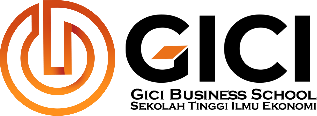 GICI
GICI BUSINESS SCHOOL
SEKOLAH TINGGI ILMU EKONOMI